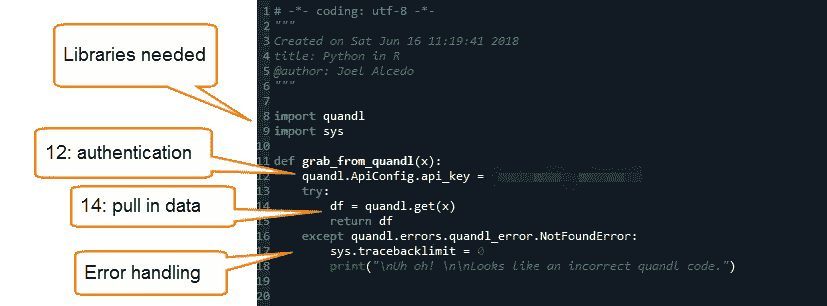 Libraries needed
12: authentication
14: pull in data
Error handling
1 # -*- coding: utf-8 -*-
2 """
3 Created on Sat Jun 16 11:19:41 2018
4 title: Python in R
5 @author: Joel Alcedo
6 """
7
8 import quandl
9 import sys
10
11 def grab_from_quandl(x):
12 quandl.ApiConfig.api_key =
13 try:
14 df = quandl.get(x)
15 return df
16 except quandl.errors.quandl_error.NotFoundError:
17 sys.tracebacklimit = 0
18 print("\nUh oh! \n\nLooks like an incorrect quandl code.")
19
20